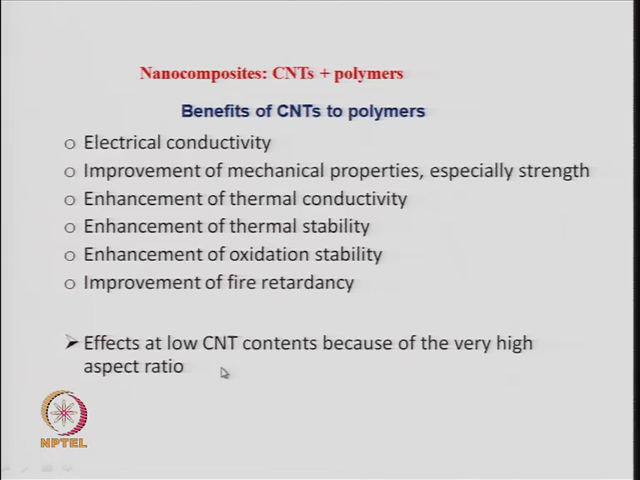 Nanocomposites: CNTs + polymers
Benefits of CNTs to polymers
o Electrical conductivity
o Improvement of mechanical properties, especially strength
o Enhancement of thermal conductivity
o Enhancement of thermal stability
o Enhancement of oxidation stability
o Improvement of fire retardancy
➤ Effects at low CNT contents because of the very high
aspect ratio
NPTEL